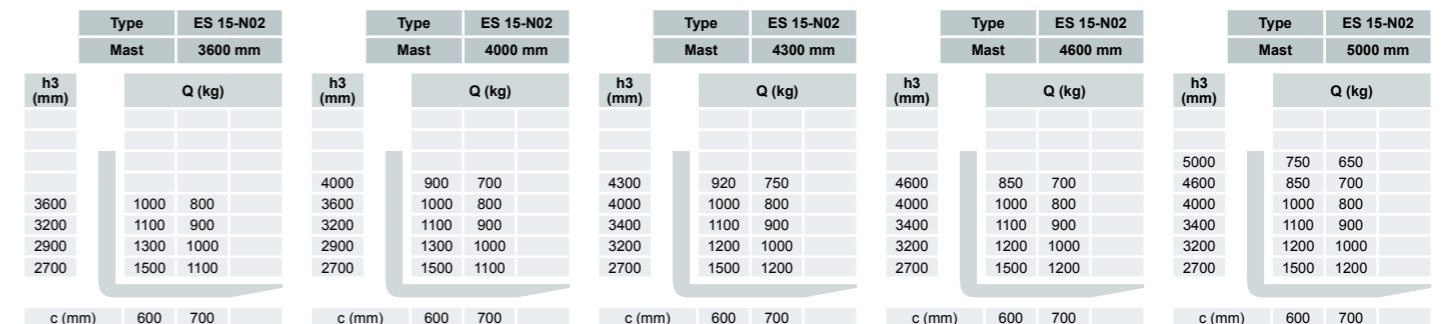 Type ES 15-N02 Type ES 15-N02 Type ES 15-N02 Type ES 15-N02 Type ES 15-N02
Mast 3600 mm Mast 4000 mm Mast 4300 mm Mast 4600 mm Mast 5000 mm
h3 (mm) Q (kg) h3 (mm) Q (kg) h3 (mm) Q (kg) h3 (mm) Q (kg) h3 (mm) Q (kg)
5000 750 650
4000 900 700 4300 920 750 4600 850 700 4600 850 700
3600 1000 800 3600 1000 800 4000 1000 800 4000 1000 800 4000 1000 800
3200 1100 900 3200 1100 900 3400 1100 900 3400 1100 900 3400 1100 900
2900 1300 1000 2900 1300 1000 3200 1200 1000 3200 1200 1000 3200 1200 1000
2700 1500 1100 2700 1500 1100 2700 1500 1200 2700 1500 1200 2700 1500 1200
c (mm) 600 700 c (mm) 600 700 c (mm) 600 700 c (mm) 600 700 c (mm) 600 700